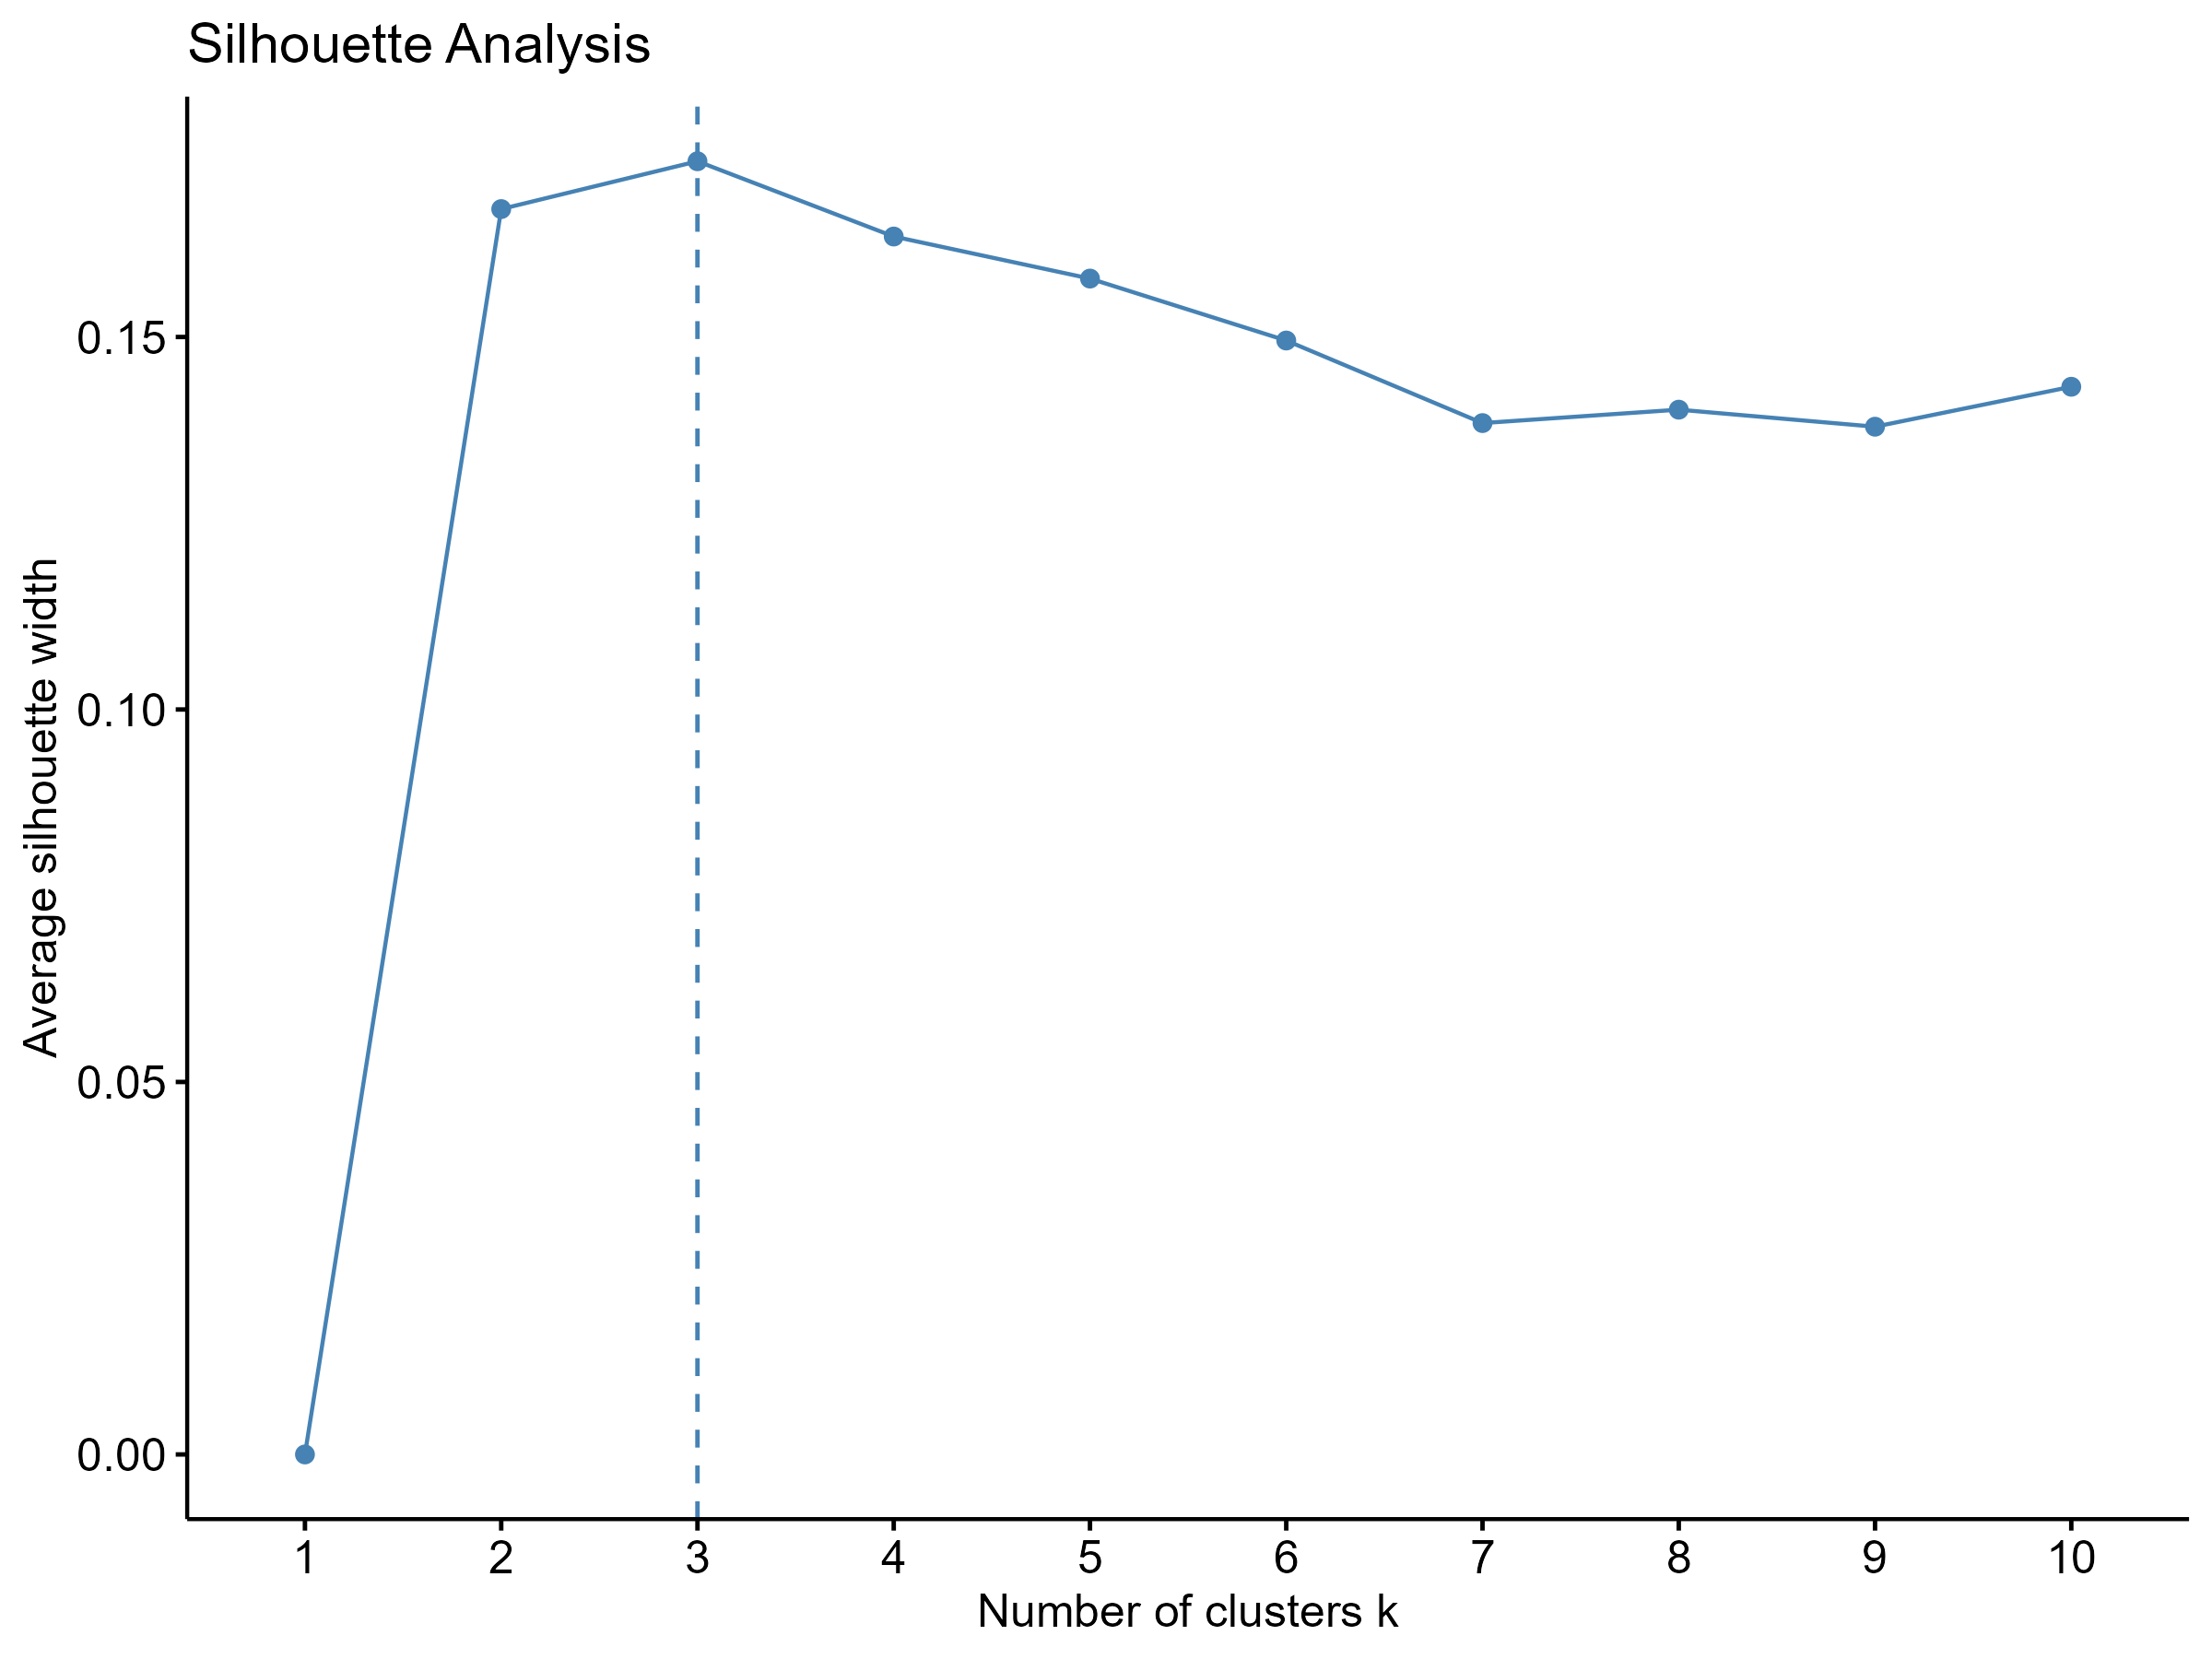 Silhouette Analysis
Average silhouette width
0.15
0.10
0.05
0.00
1 2 3 4 5 6 7 8 9 10
Number of clusters k